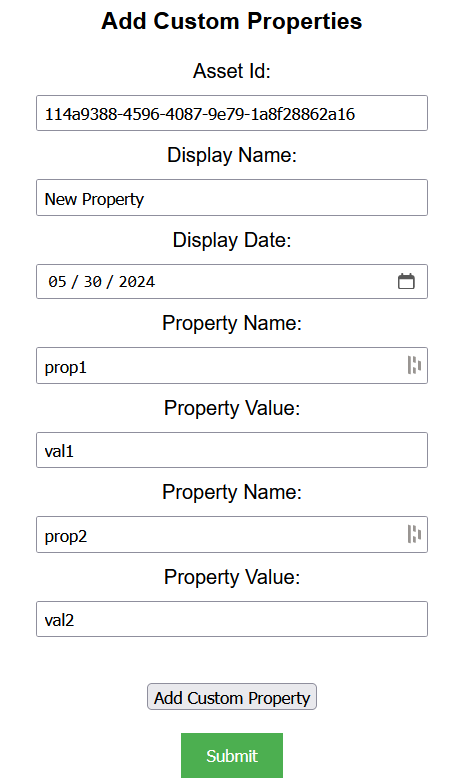 Add Custom Properties
Asset Id:
114a9388-4596-4087-9e79-1a8f28862a16
Display Name:
New Property
Display Date:
05 / 30 / 2024
Property Name:
prop1
Property Value:
val1
Property Name:
prop2
Property Value:
val2
Add Custom Property
Submit